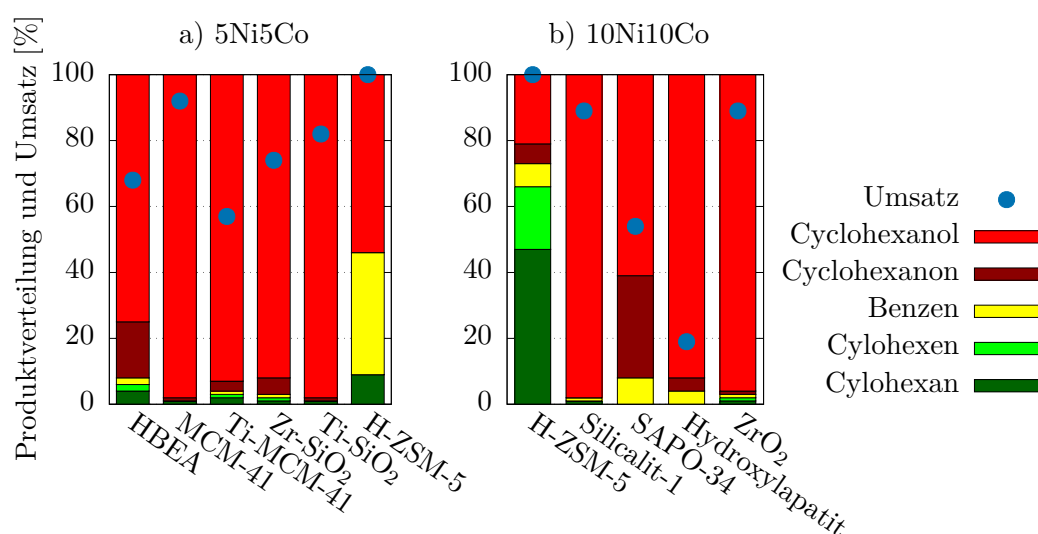 a) 5Ni5Co
b) 10Ni10Co
Produktverteilung und Umsatz [%]
100
80
60
40
20
0
HBEA
MCM-41
Ti-MCM-41
Zr-SiO₂
Ti-SiO₂
H-ZSM-5
100
80
60
40
20
0
H-ZSM-5
Silicalit-1
SAPO-34
Hydroxylapatit
ZrO₂
Umsatz
Cyclohexanol
Cyclohexanon
Benzen
Cylohexen
Cylohexan